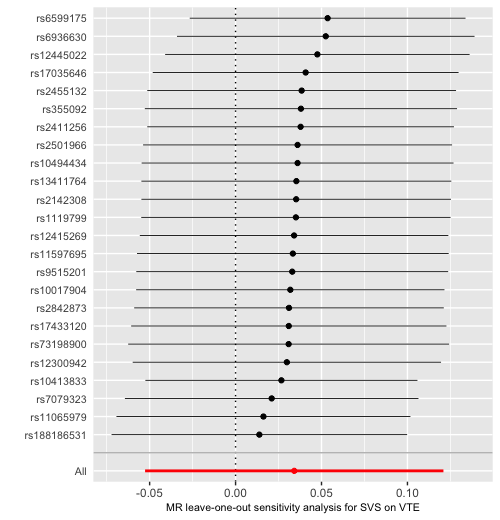 rs6599175
rs6936630
rs12445022
rs17035646
rs2455132
rs355092
rs2411256
rs2501966
rs10494434
rs13411764
rs2142308
rs1119799
rs12415269
rs11597695
rs9515201
rs10017904
rs2842873
rs17433120
rs73198900
rs12300942
rs10413833
rs7079323
rs11065979
rs188186531
All
-0.05 0.00 0.05 0.10
MR leave-one-out sensitivity analysis for SVS on VTE